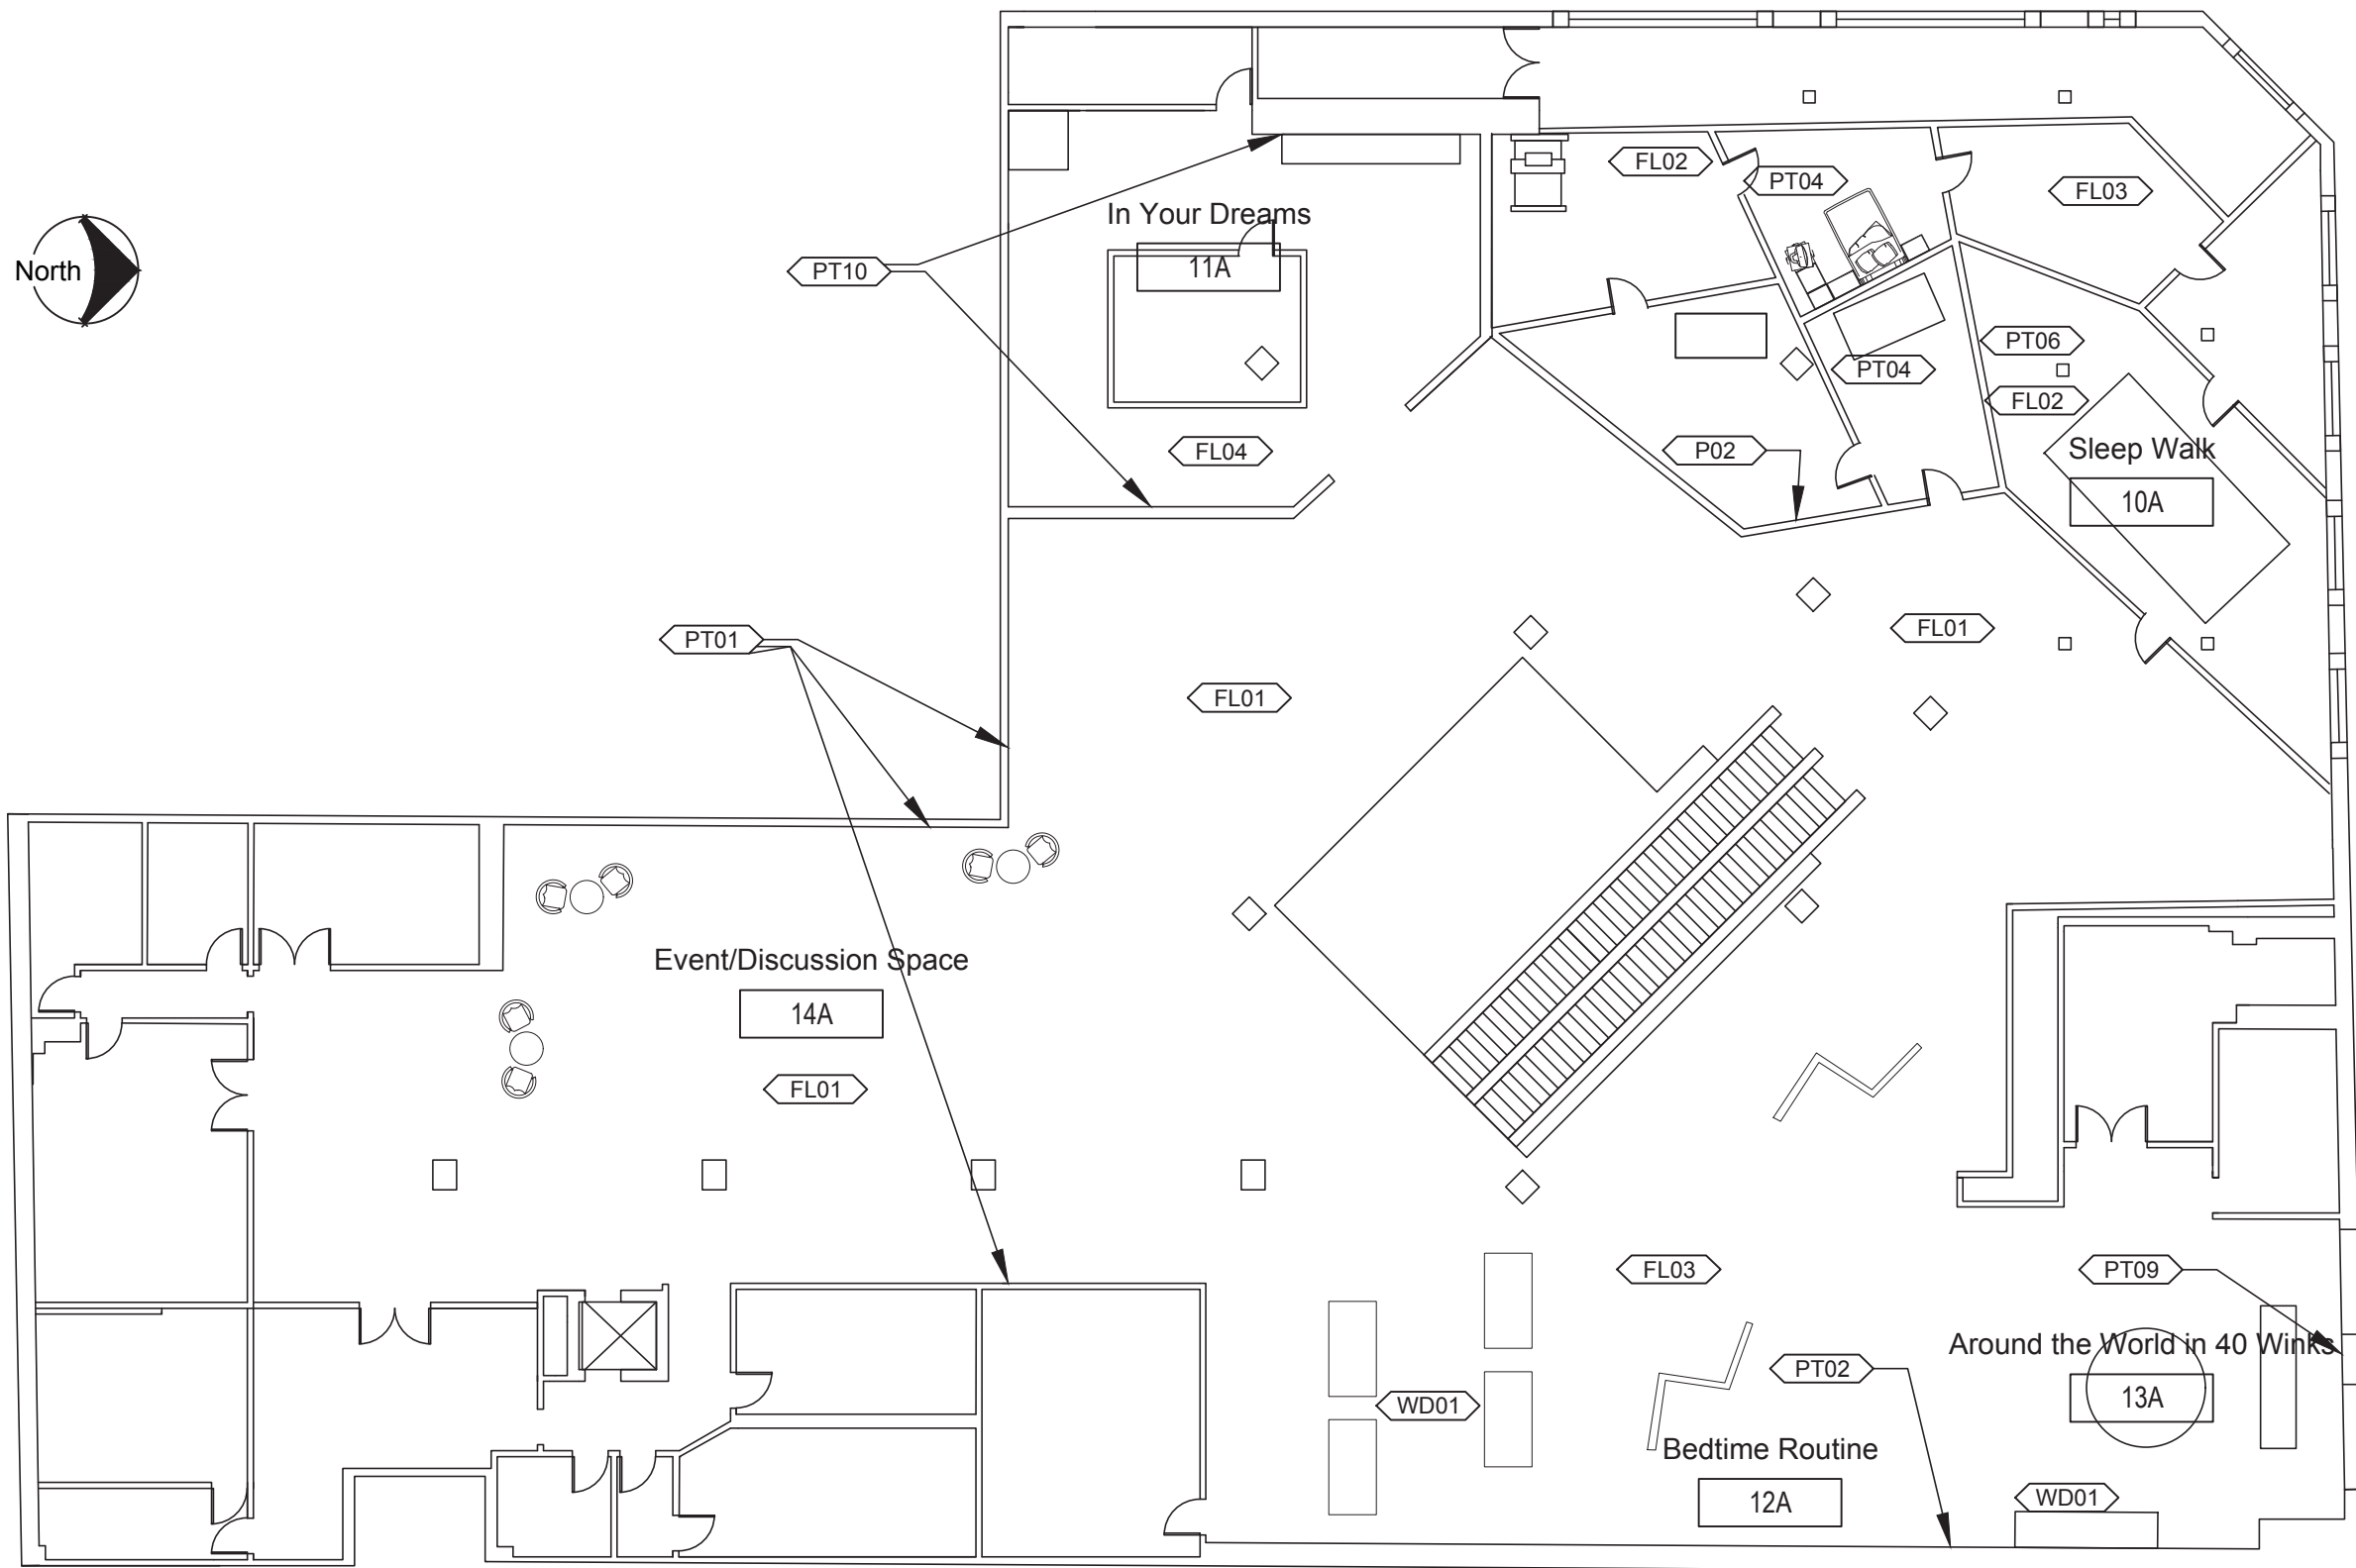 FL02
PT04
FL03
In Your Dreams
11A
North
PT10
PT06
PT04
FL02
FL04
P02
Sleep Walk
10A
FL01
PT01
FL01
Event/Discussion Space
14A
FL01
FL03
PT09
Around the World in 40 Winks
13A
PT02
WD01
Bedtime Routine
12A
WD01